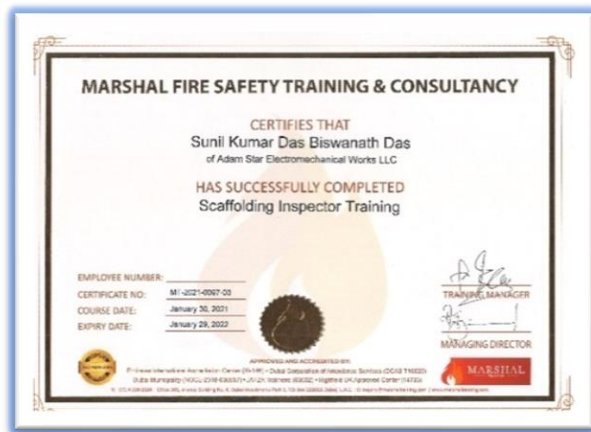 MARSHAL FIRE SAFETY TRAINING & CONSULTANCY
CERTIFIES THAT
Sunil Kumar Das Biswanath Das
of Adam Star Electromechanical Works LLC
HAS SUCCESSFULLY COMPLETED
Scaffolding Inspector Training
EMPLOYEE NUMBER:
CERTIFICATE NO:
COURSE DATE: January 30, 2021
EXPIRY DATE: January 29, 2022
TRAINING MANAGER
MANAGING DIRECTOR
APPROVED AND ACCREDITED BY:
MARSHAL